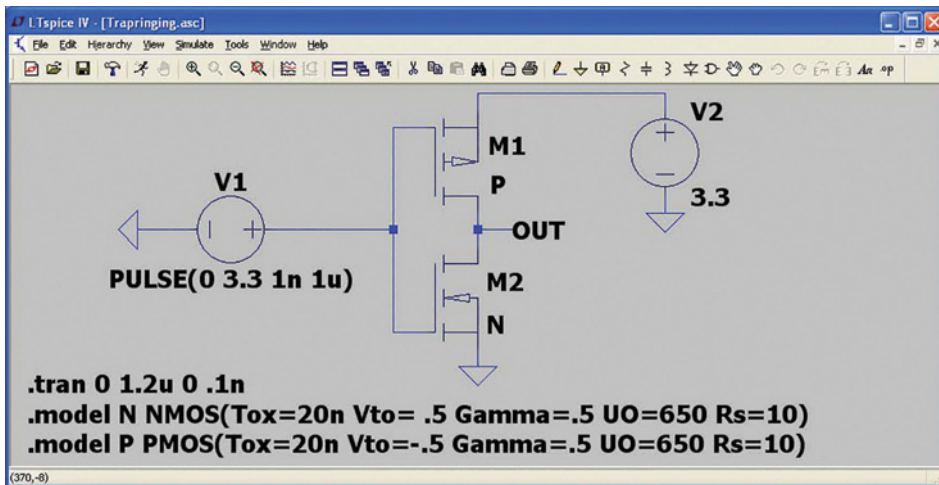 LTspice IV - [Trapringing.asc]
File Edit Hierarchy View Simulate Tools Window Help
Aa .op
V2
M1
P
3.3
V1
OUT
PULSE(0 3.3 1n 1u)
M2
N
.tran 0 1.2u 0 .1n
.model N NMOS(Tox=20n Vto= .5 Gamma=.5 UO=650 Rs=10)
.model P PMOS(Tox=20n Vto=-.5 Gamma=.5 UO=650 Rs=10)
(370,-8)